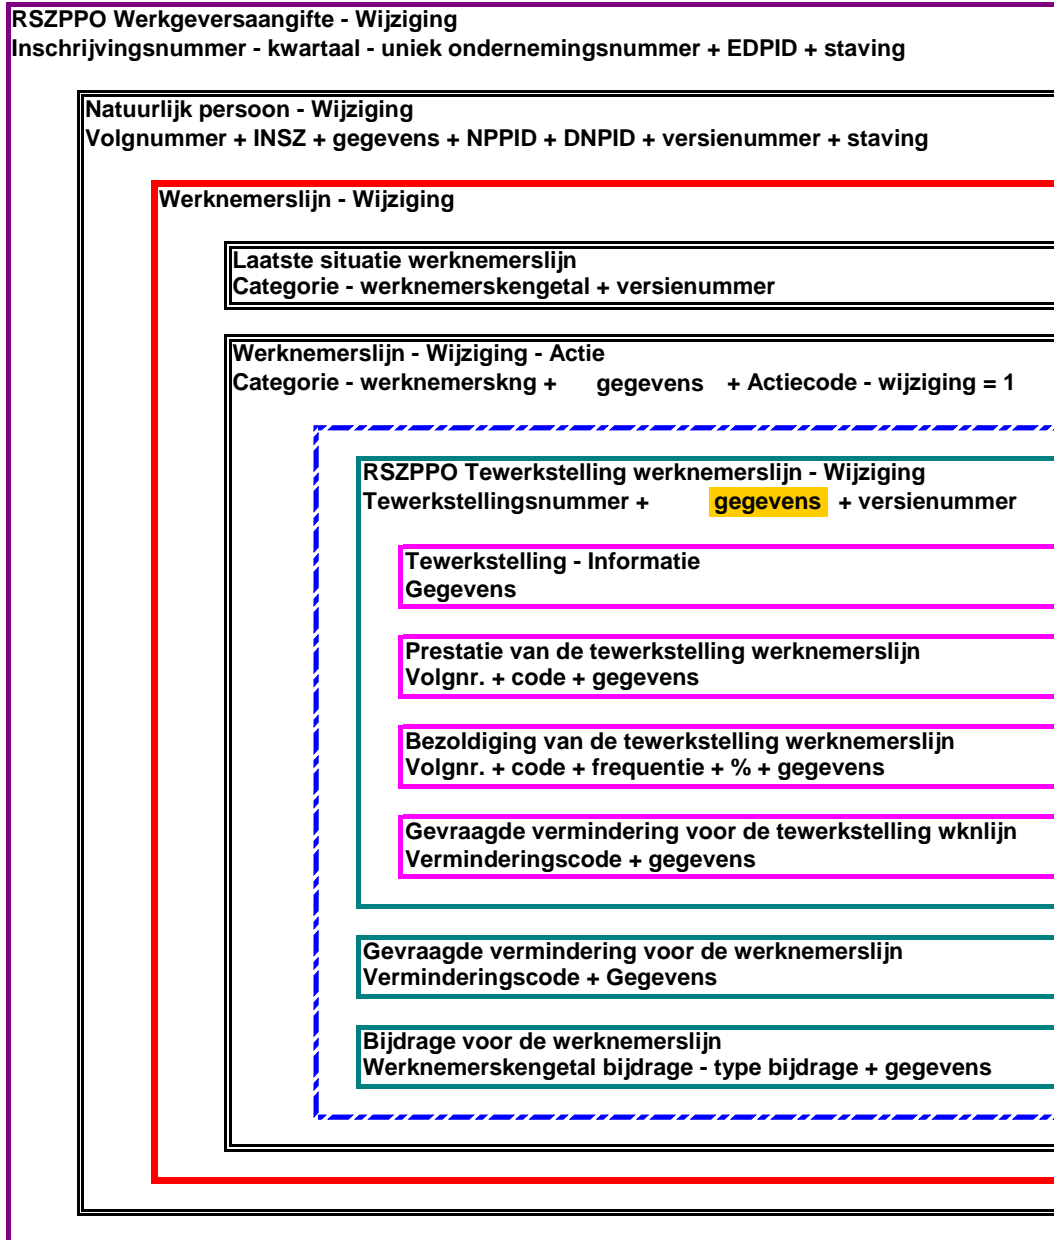 RSZPPO Werkgeversaangifte - Wijziging
Inschrijvingsnummer - kwartaal - uniek ondernemingsnummer + EDPID + staving
Natuurlijk persoon - Wijziging
Volgnummer + INSZ + gegevens + NPPID + DNPID + versienummer + staving
Werknemerslijn - Wijziging
Laatste situatie werknemerslijn
Categorie - werknemerskengetal + versienummer
Werknemerslijn - Wijziging - Actie
Categorie - werknemerskng + gegevens + Actiecode - wijziging = 1
RSZPPO Tewerkstelling werknemerslijn - Wijziging
Tewerkstellingsnummer + gegevens + versienummer
Tewerkstelling - Informatie
Gegevens
Prestatie van de tewerkstelling werknemerslijn
Volgnr. + code + gegevens
Bezoldiging van de tewerkstelling werknemerslijn
Volgnr. + code + frequentie + % + gegevens
Gevraagde vermindering voor de tewerkstelling wknlijn
Verminderingscode + gegevens
Gevraagde vermindering voor de werknemerslijn
Verminderingscode + Gegevens
Bijdrage voor de werknemerslijn
Werknemerskengetal bijdrage - type bijdrage + gegevens